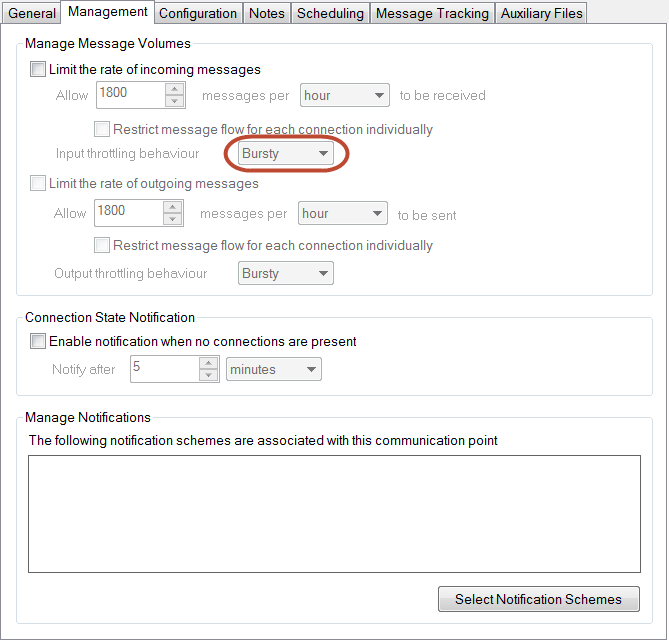 General Management Configuration Notes Scheduling Message Tracking Auxiliary Files
Manage Message Volumes
Limit the rate of incoming messages
Allow 1800 messages per hour to be received
Restrict message flow for each connection individually
Input throttling behaviour Bursty
Limit the rate of outgoing messages
Allow 1800 messages per hour to be sent
Restrict message flow for each connection individually
Output throttling behaviour Bursty
Connection State Notification
Enable notification when no connections are present
Notify after 5 minutes
Manage Notifications
The following notification schemes are associated with this communication point
Select Notification Schemes